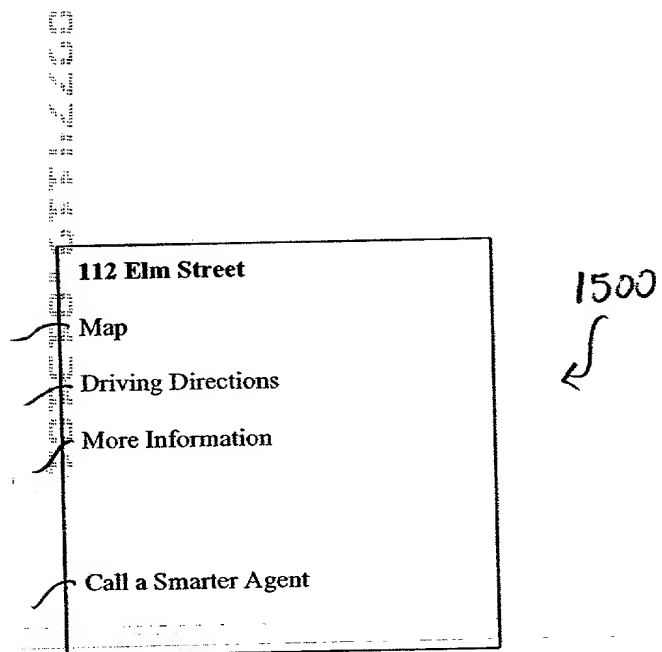 112 Elm Street
1500
Map
Driving Directions
More Information
Call a Smarter Agent